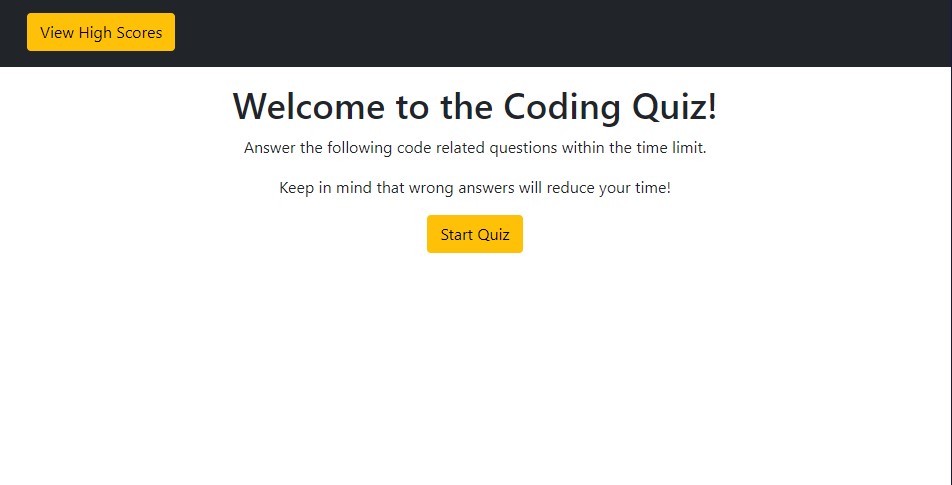 View High Scores
Welcome to the Coding Quiz!
Answer the following code related questions within the time limit.
Keep in mind that wrong answers will reduce your time!
Start Quiz